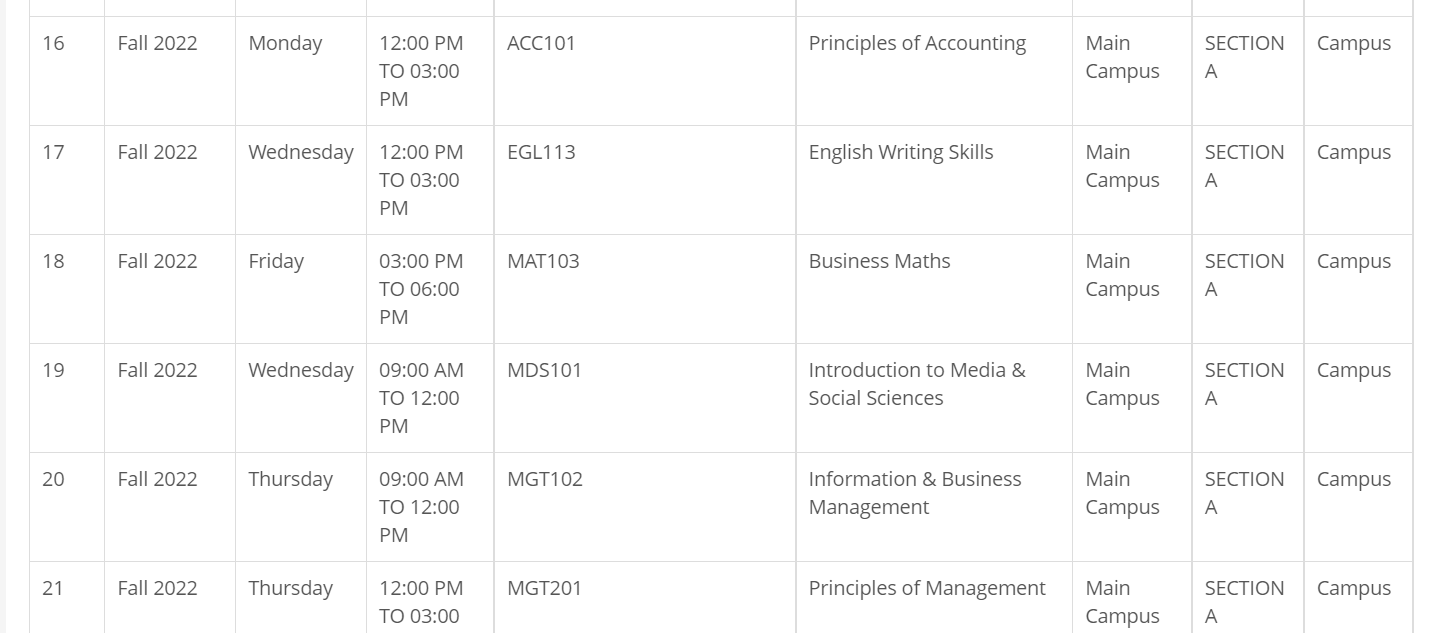 16 Fall 2022 Monday 12:00 PM ACC101 Principles of Accounting Main SECTION Campus
TO 03:00 Campus A
PM
17 Fall 2022 Wednesday 12:00 PM EGL113 English Writing Skills Main SECTION Campus
TO 03:00 Campus A
PM
18 Fall 2022 Friday 03:00 PM MAT103 Business Maths Main SECTION Campus
TO 06:00 Campus A
PM
19 Fall 2022 Wednesday 09:00 AM MDS101 Introduction to Media & Main SECTION Campus
TO 12:00 Social Sciences Campus A
PM
20 Fall 2022 Thursday 09:00 AM MGT102 Information & Business Main SECTION Campus
TO 12:00 Management Campus A
PM
21 Fall 2022 Thursday 12:00 PM MGT201 Principles of Management Main SECTION Campus
TO 03:00 Campus A